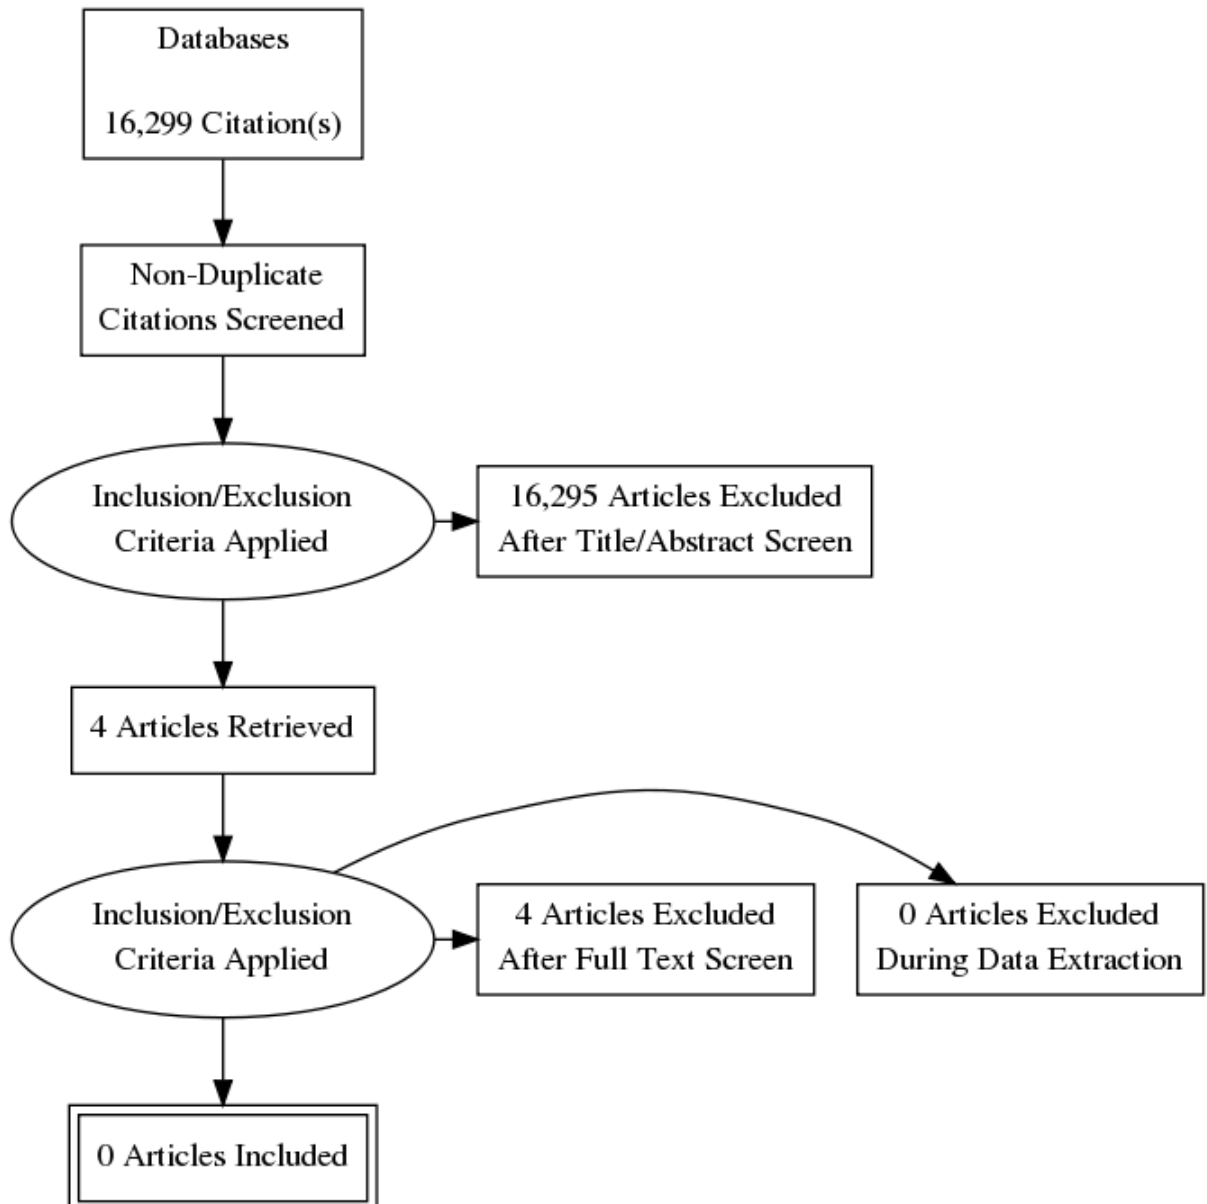 Databases
16,299 Citation(s)
Non-Duplicate
Citations Screened
Inclusion/Exclusion
Criteria Applied
16,295 Articles Excluded
After Title/Abstract Screen
4 Articles Retrieved
Inclusion/Exclusion
Criteria Applied
4 Articles Excluded
After Full Text Screen
0 Articles Excluded
During Data Extraction
0 Articles Included